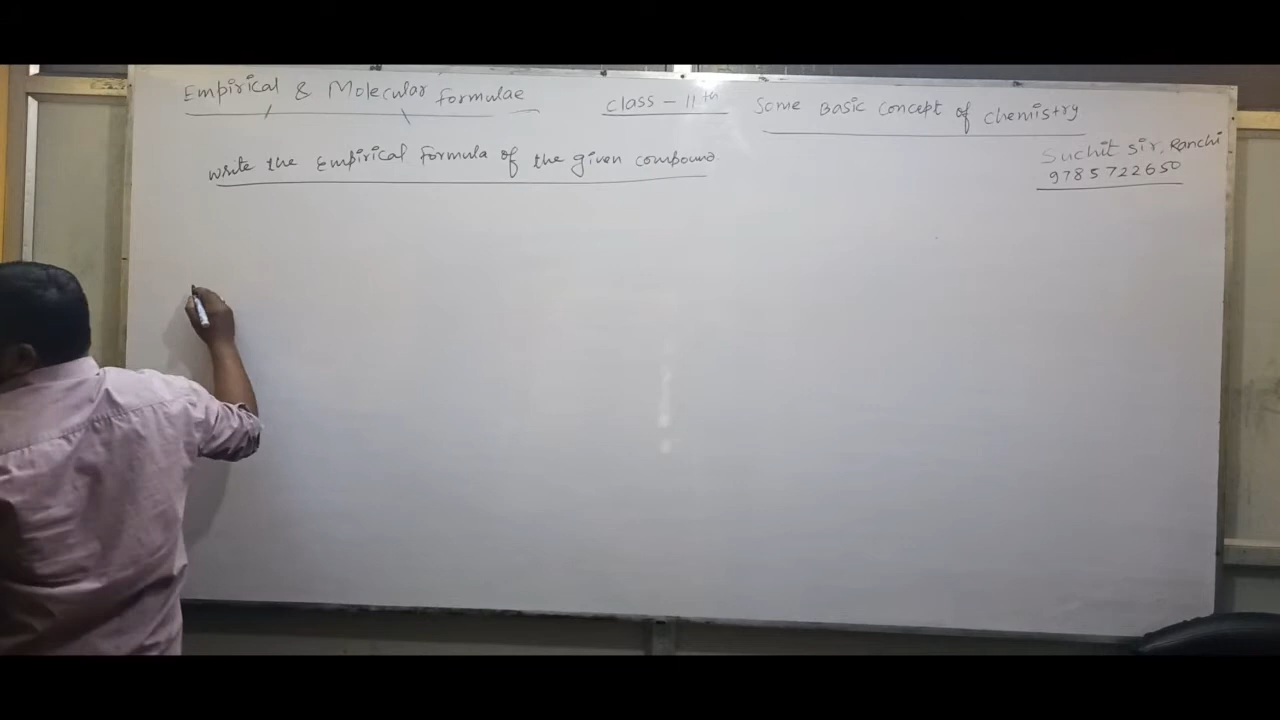 Empirical & Molecular formulae class - 11th Some Basic Concept of Chemistry
Suchit Sir, Ranchi
write the Empirical formula of the given compound
9785722650